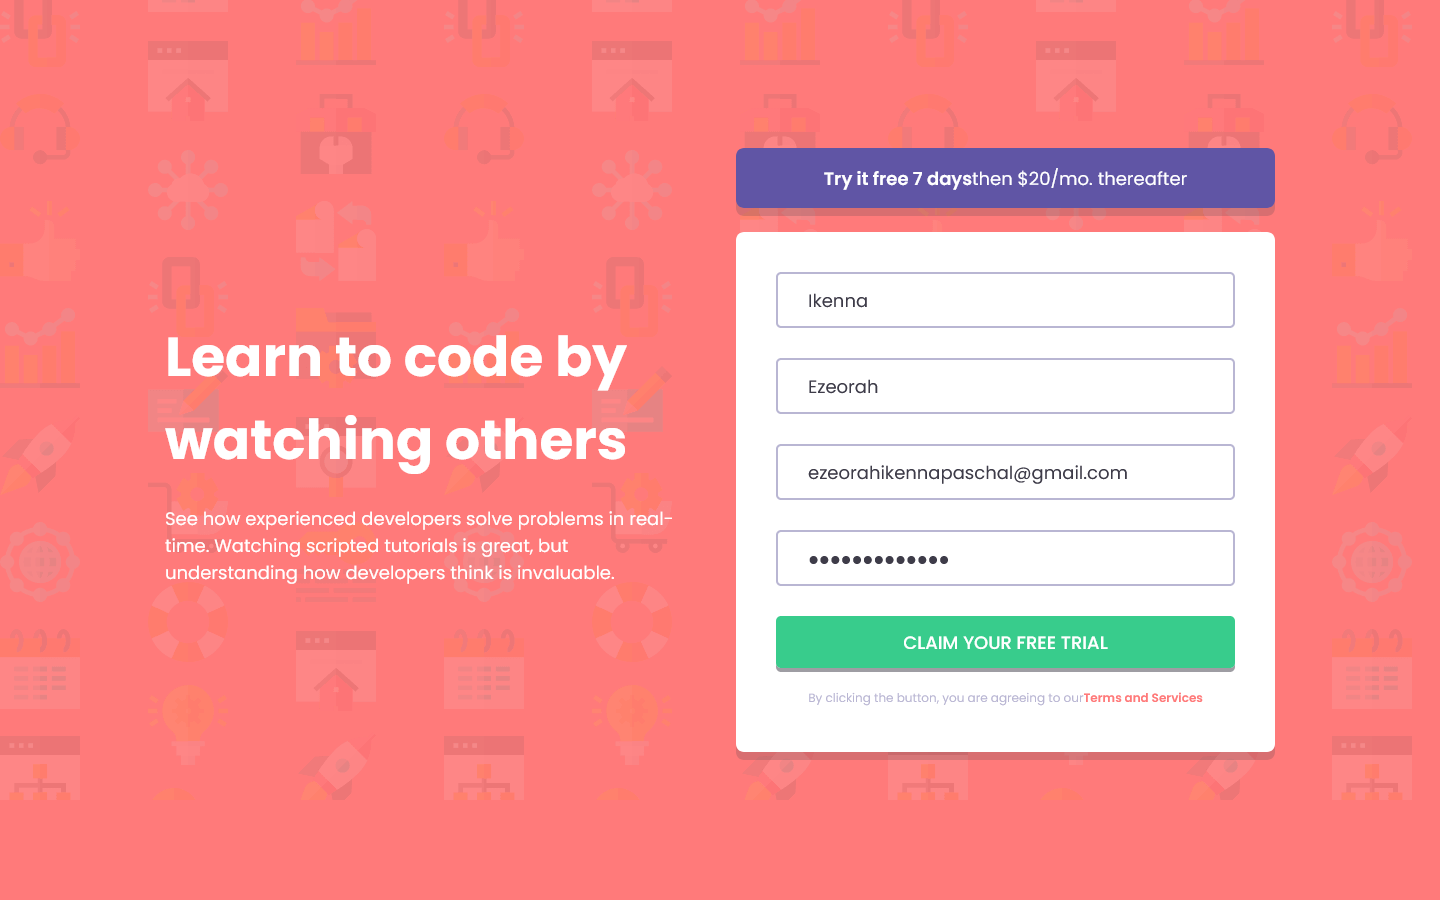 Learn to code by
watching others
See how experienced developers solve problems in real-
time. Watching scripted tutorials is great, but
understanding how developers think is invaluable.
Try it free 7 daysthen $20/mo. thereafter
Ikenna
Ezeorah
ezeorahikennapaschal@gmail.com
•••••••••••••
CLAIM YOUR FREE TRIAL
By clicking the button, you are agreeing to ourTerms and Services